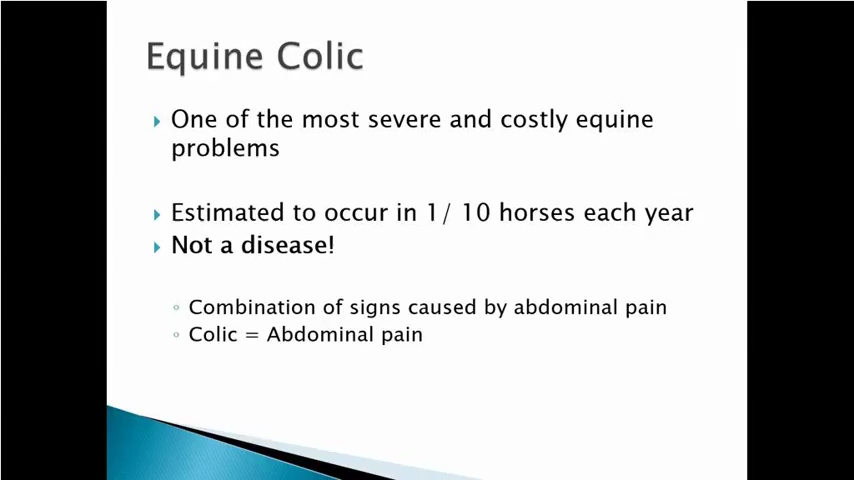 Equine Colic
One of the most severe and costly equine
problems
Estimated to occur in 1/ 10 horses each year
Not a disease!
Combination of signs caused by abdominal pain
Colic = Abdominal pain